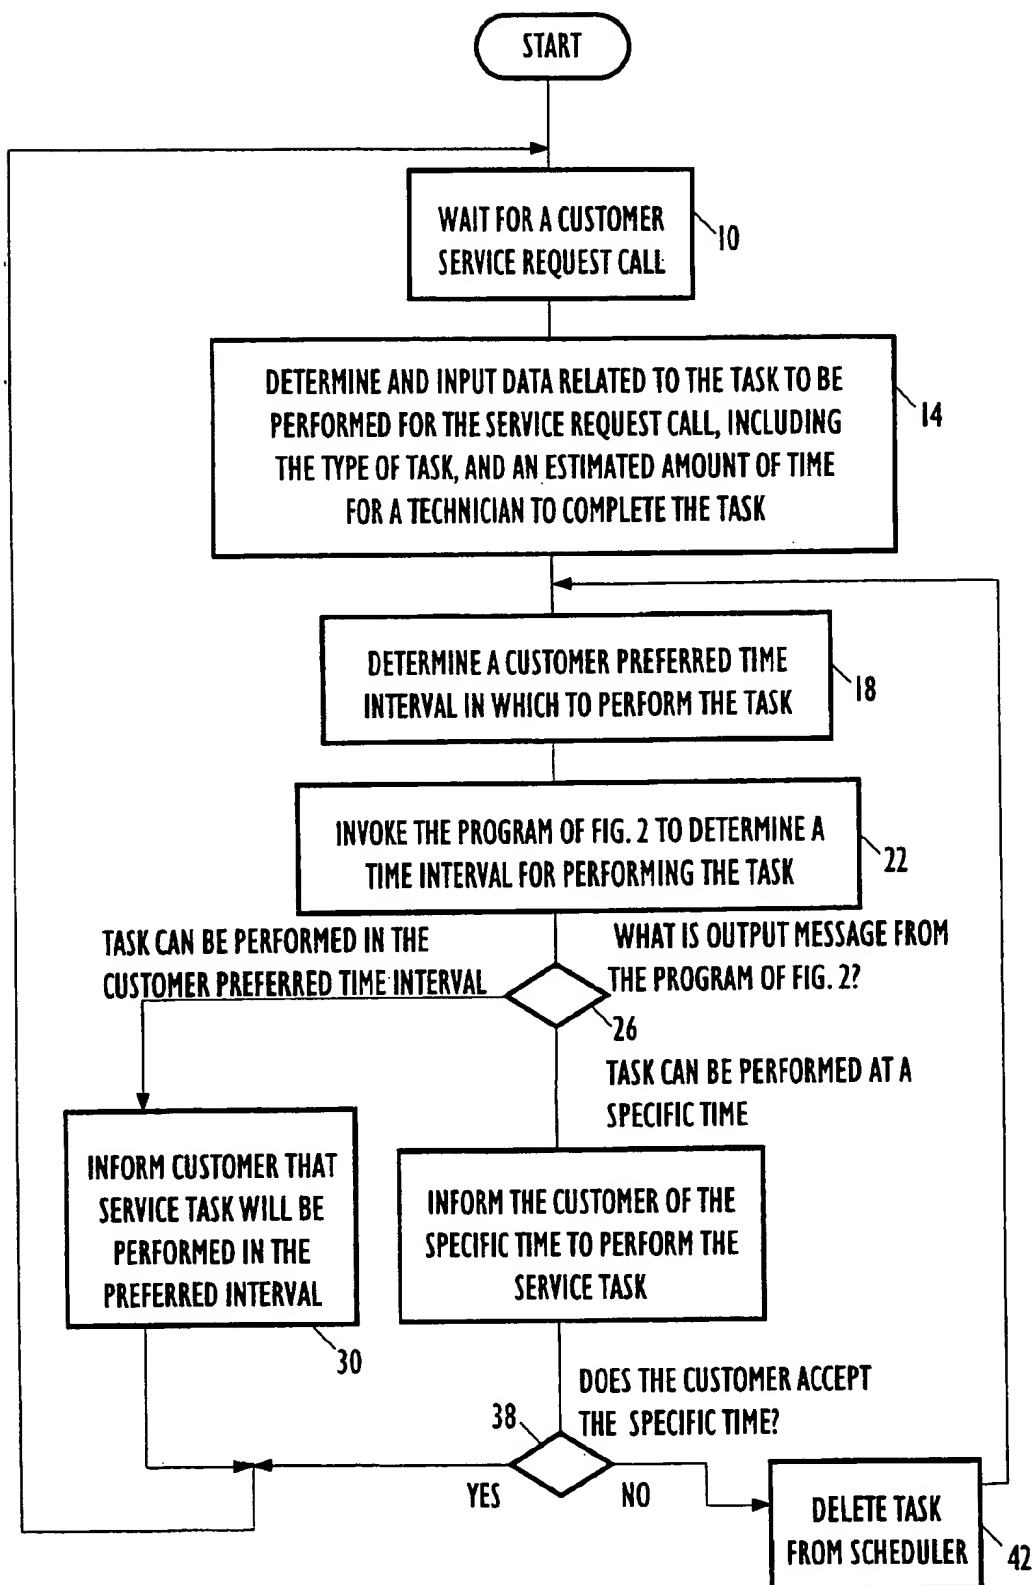 START
WAIT FOR A CUSTOMER
SERVICE REQUEST CALL
10
DETERMINE AND INPUT DATA RELATED TO THE TASK TO BE
PERFORMED FOR THE SERVICE REQUEST CALL, INCLUDING
THE TYPE OF TASK, AND AN ESTIMATED AMOUNT OF TIME
FOR A TECHNICIAN TO COMPLETE THE TASK
14
DETERMINE A CUSTOMER PREFERRED TIME
INTERVAL IN WHICH TO PERFORM THE TASK
18
INVOKE THE PROGRAM OF FIG. 2 TO DETERMINE A
TIME INTERVAL FOR PERFORMING THE TASK
22
TASK CAN BE PERFORMED IN THE
CUSTOMER PREFERRED TIME INTERVAL
WHAT IS OUTPUT MESSAGE FROM
THE PROGRAM OF FIG. 2?
26
TASK CAN BE PERFORMED AT A
SPECIFIC TIME
INFORM CUSTOMER THAT
SERVICE TASK WILL BE
PERFORMED IN THE
PREFERRED INTERVAL
30
INFORM THE CUSTOMER OF THE
SPECIFIC TIME TO PERFORM THE
SERVICE TASK
DOES THE CUSTOMER ACCEPT
THE SPECIFIC TIME?
38
YES
NO
DELETE TASK
FROM SCHEDULER
42